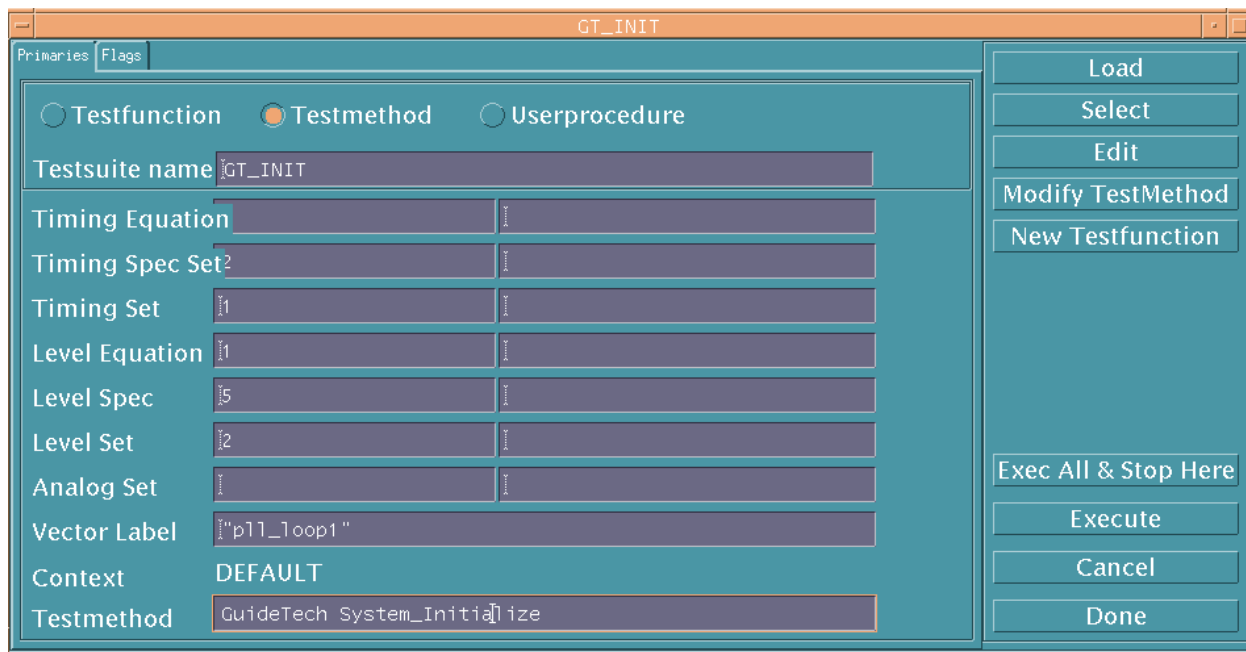 GT_INIT
Primaries Flags
Testfunction Testmethod Userprocedure
Testsuite name GT_INIT
Timing Equation
Timing Spec Set 2
Timing Set 1
Level Equation 1
Level Spec 5
Level Set 2
Analog Set
Vector Label "pll_loop1"
Context DEFAULT
Testmethod GuideTech System_Initialize
Load
Select
Edit
Modify TestMethod
New Testfunction
Exec All & Stop Here
Execute
Cancel
Done